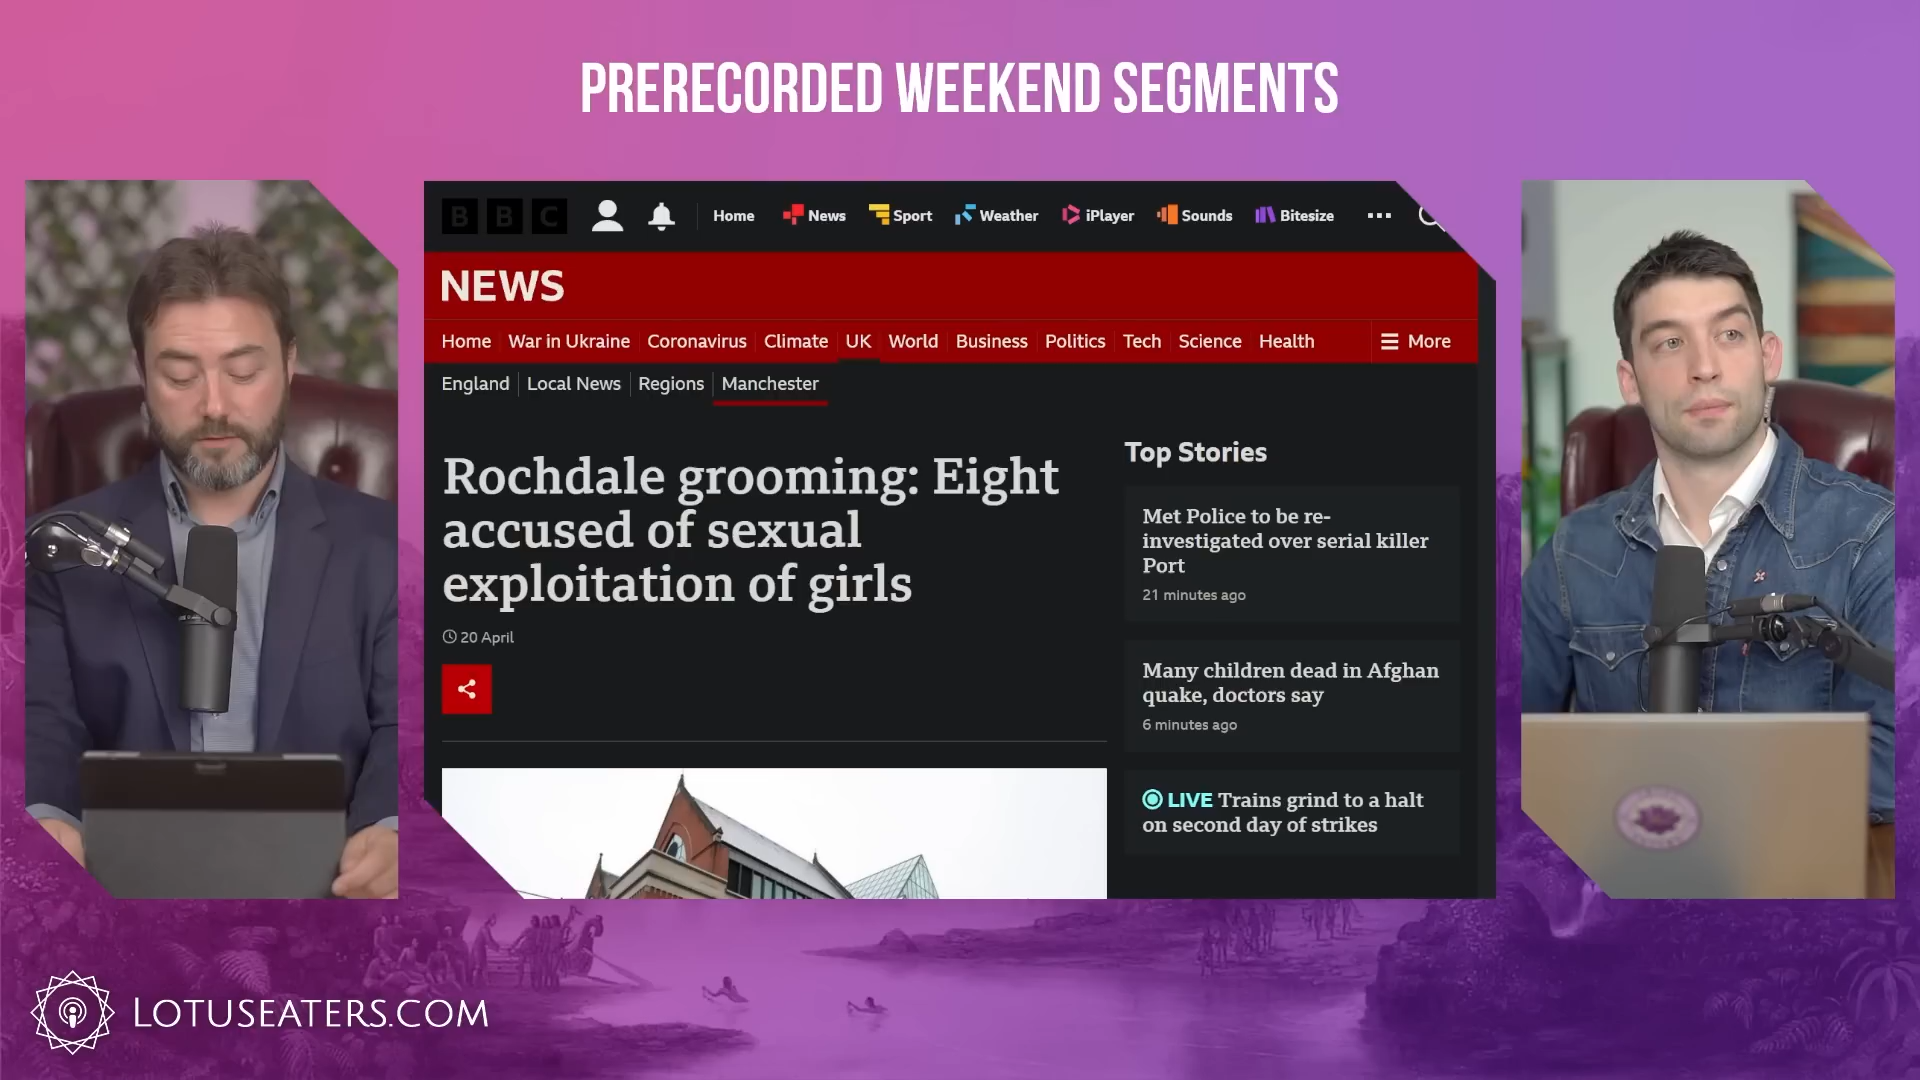 PRERECORDED WEEKEND SEGMENTS
BBC
Home News Sport Weather iPlayer Sounds Bitesize
NEWS
Home War in Ukraine Coronavirus Climate UK World Business Politics Tech Science Health More
England Local News Regions Manchester
Rochdale grooming: Eight
accused of sexual
exploitation of girls
20 April
Top Stories
Met Police to be re-
investigated over serial killer
Port
21 minutes ago
Many children dead in Afghan
quake, doctors say
6 minutes ago
LIVE Trains grind to a halt
on second day of strikes
LOTUSEATERS.COM